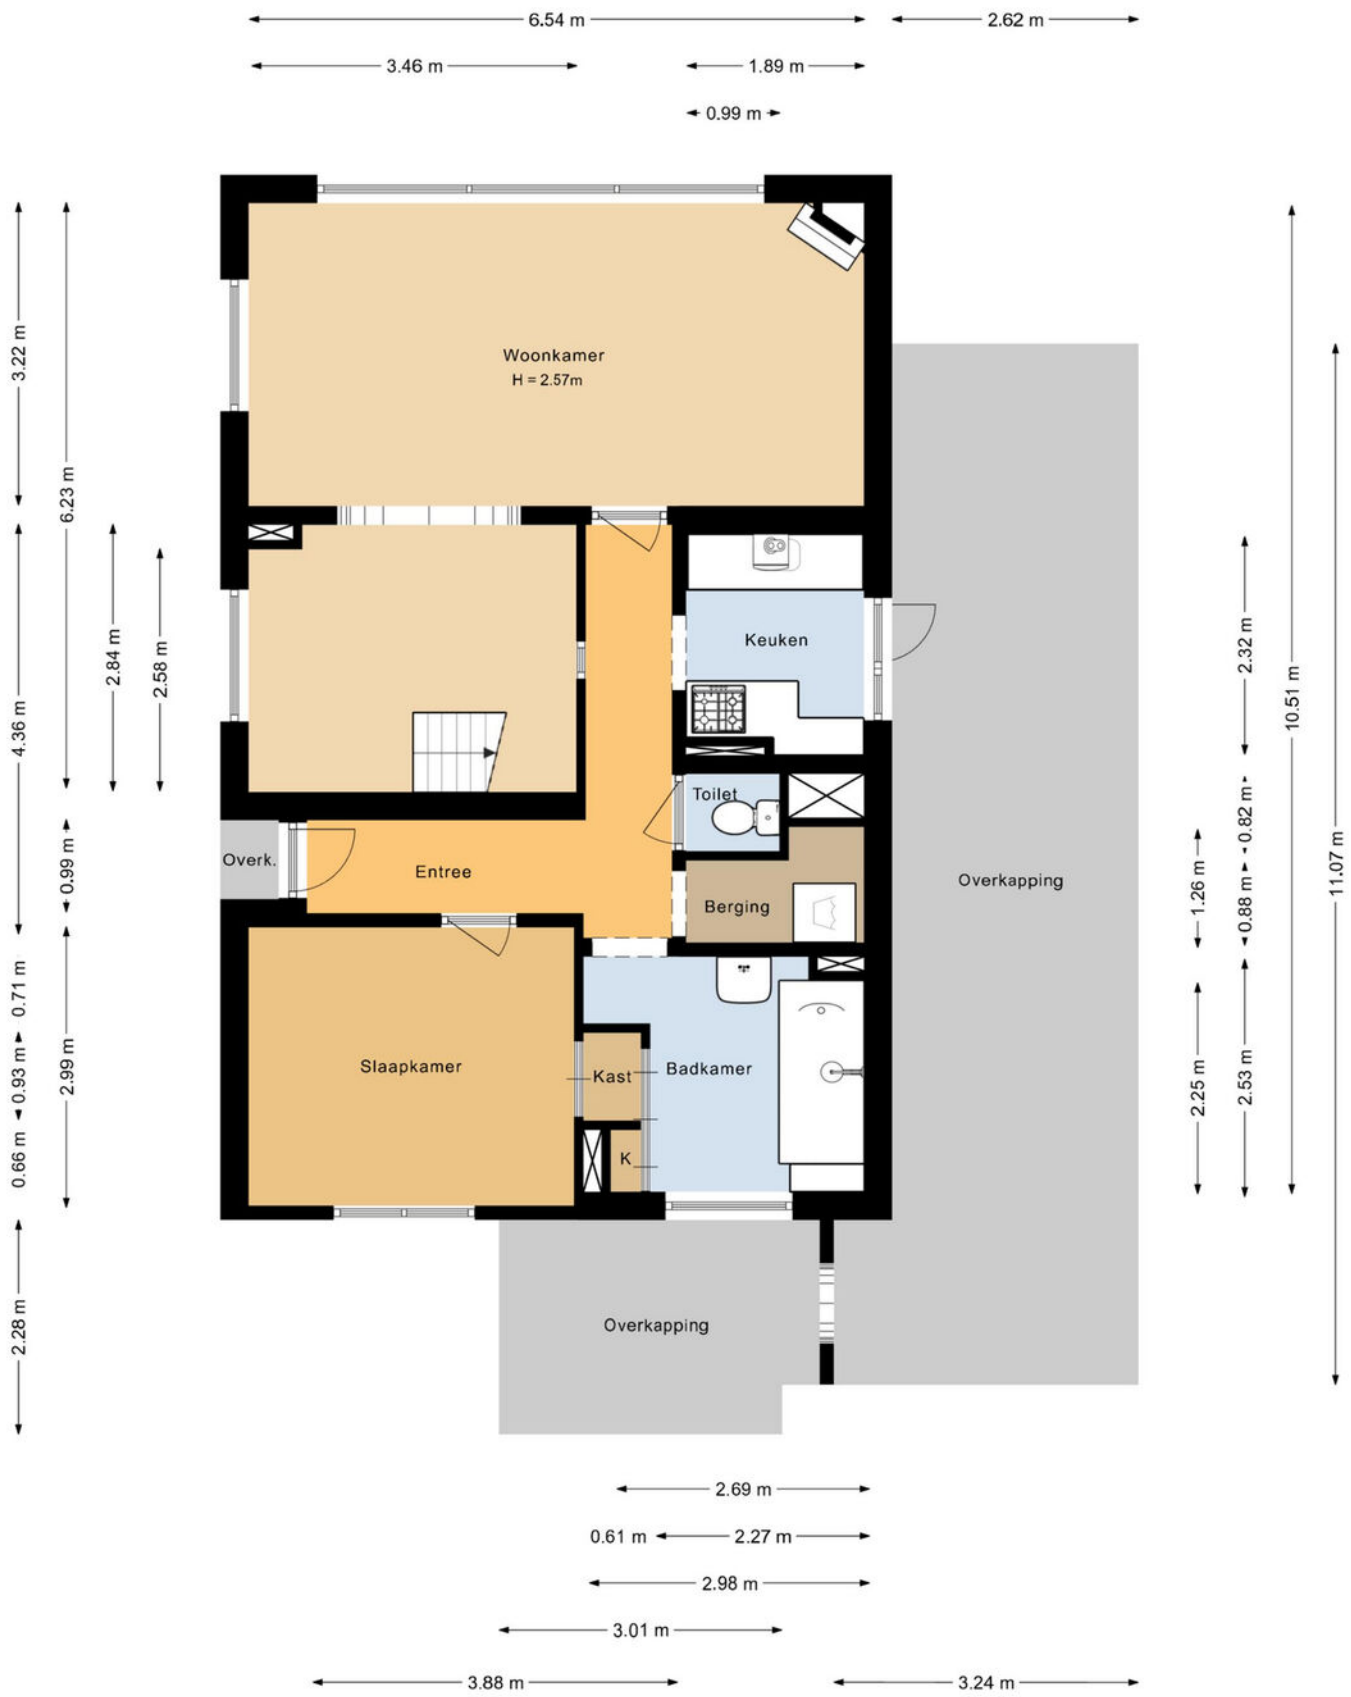 6.54 m
2.62 m
3.46 m
1.89 m
0.99 m
3.22 m
6.23 m
4.36 m
2.84 m
2.58 m
0.99 m
0.71 m
0.93 m
2.99 m
0.66 m
2.28 m
Woonkamer
H = 2.57m
Keuken
Toilet
Overk.
Entree
Berging
Overkapping
Slaapkamer
Kast
Badkamer
K
Overkapping
2.32 m
10.51 m
0.82 m
11.07 m
1.26 m
0.88 m
2.25 m
2.53 m
2.69 m
0.61 m
2.27 m
2.98 m
3.01 m
3.88 m
3.24 m